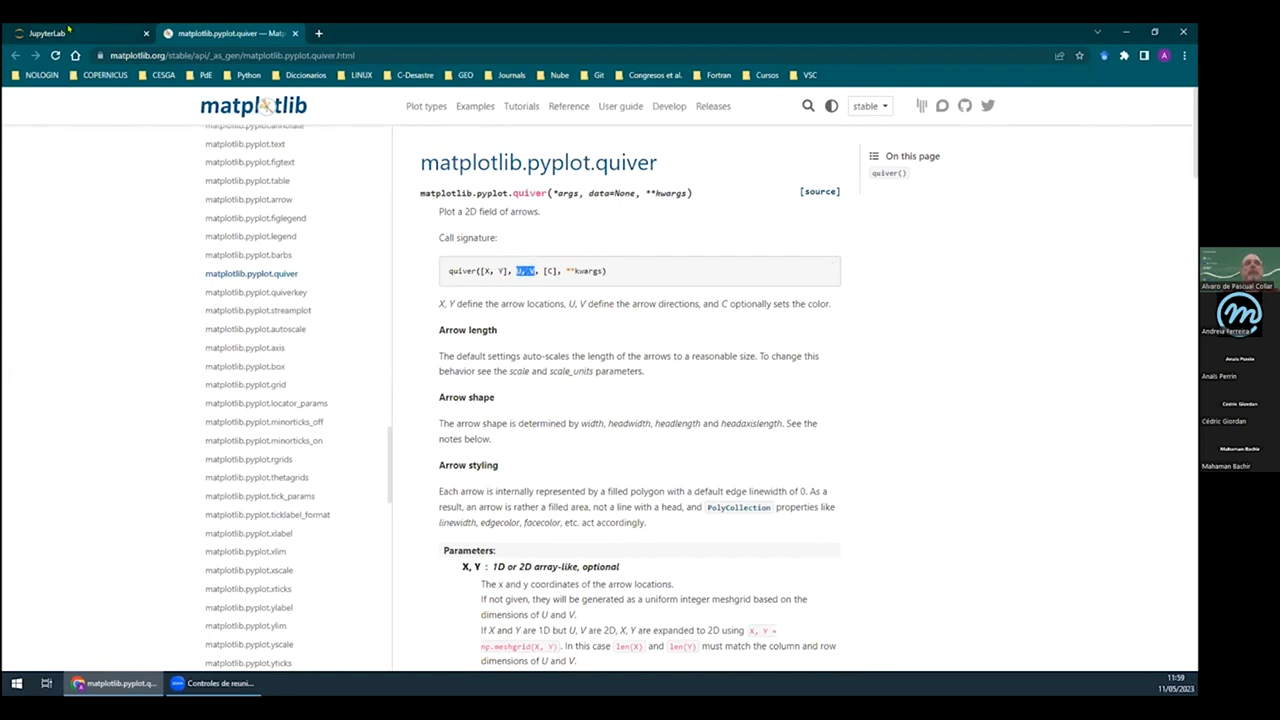 JupyterLab
matplotlib.pyplot.quiver — Mat
matplotlib.org/stable/api/_as_gen/matplotlib.pyplot.quiver.html
NOLOGIN COPERNICUS CESGA PdE Python Diccionarios LINUX C-Desastre GEO Journals Nube Git Congresos et al. Fortran Cursos VSC
matplotlib
Plot types Examples Tutorials Reference User guide Develop Releases
stable
matplotlib.pyplot.annotate
matplotlib.pyplot.text
matplotlib.pyplot.figtext
matplotlib.pyplot.table
matplotlib.pyplot.arrow
matplotlib.pyplot.figlegend
matplotlib.pyplot.legend
matplotlib.pyplot.barbs
matplotlib.pyplot.quiver
matplotlib.pyplot.quiverkey
matplotlib.pyplot.streamplot
matplotlib.pyplot.autoscale
matplotlib.pyplot.axis
matplotlib.pyplot.box
matplotlib.pyplot.grid
matplotlib.pyplot.locator_params
matplotlib.pyplot.minorticks_off
matplotlib.pyplot.minorticks_on
matplotlib.pyplot.rgrids
matplotlib.pyplot.thetagrids
matplotlib.pyplot.tick_params
matplotlib.pyplot.ticklabel_format
matplotlib.pyplot.xlabel
matplotlib.pyplot.xlim
matplotlib.pyplot.xscale
matplotlib.pyplot.xticks
matplotlib.pyplot.ylabel
matplotlib.pyplot.ylim
matplotlib.pyplot.yscale
matplotlib.pyplot.yticks
matplotlib.pyplot.quiver
matplotlib.pyplot.quiver(*args, data=None, **kwargs) [source]
Plot a 2D field of arrows.
Call signature:
quiver([X, Y], U, V, [C], **kwargs)
X, Y define the arrow locations, U, V define the arrow directions, and C optionally sets the color.
Arrow length
The default settings auto-scales the length of the arrows to a reasonable size. To change this
behavior see the scale and scale_units parameters.
Arrow shape
The arrow shape is determined by width, headwidth, headlength and headaxislength. See the
notes below.
Arrow styling
Each arrow is internally represented by a filled polygon with a default edge linewidth of 0. As a
result, an arrow is rather a filled area, not a line with a head, and PolyCollection properties like
linewidth, edgecolor, facecolor, etc. act accordingly.
Parameters:
X, Y : 1D or 2D array-like, optional
The x and y coordinates of the arrow locations.
If not given, they will be generated as a uniform integer meshgrid based on the
dimensions of U and V.
If X and Y are 1D but U, V are 2D, X, Y are expanded to 2D using X, Y =
np.meshgrid(X, Y). In this case len(X) and len(Y) must match the column and row
dimensions of U and V.
On this page
quiver()
Alvaro de Pascual Collar
Andreia Ferreira
Anaïs Perrin
Anaïs Perrin
Cédric Giordan
Cédric Giordan
Mahaman Bachir
Mahaman Bachir
matplotlib.pyplot.q...
Controles de reuni...
11:59
11/05/2023
A